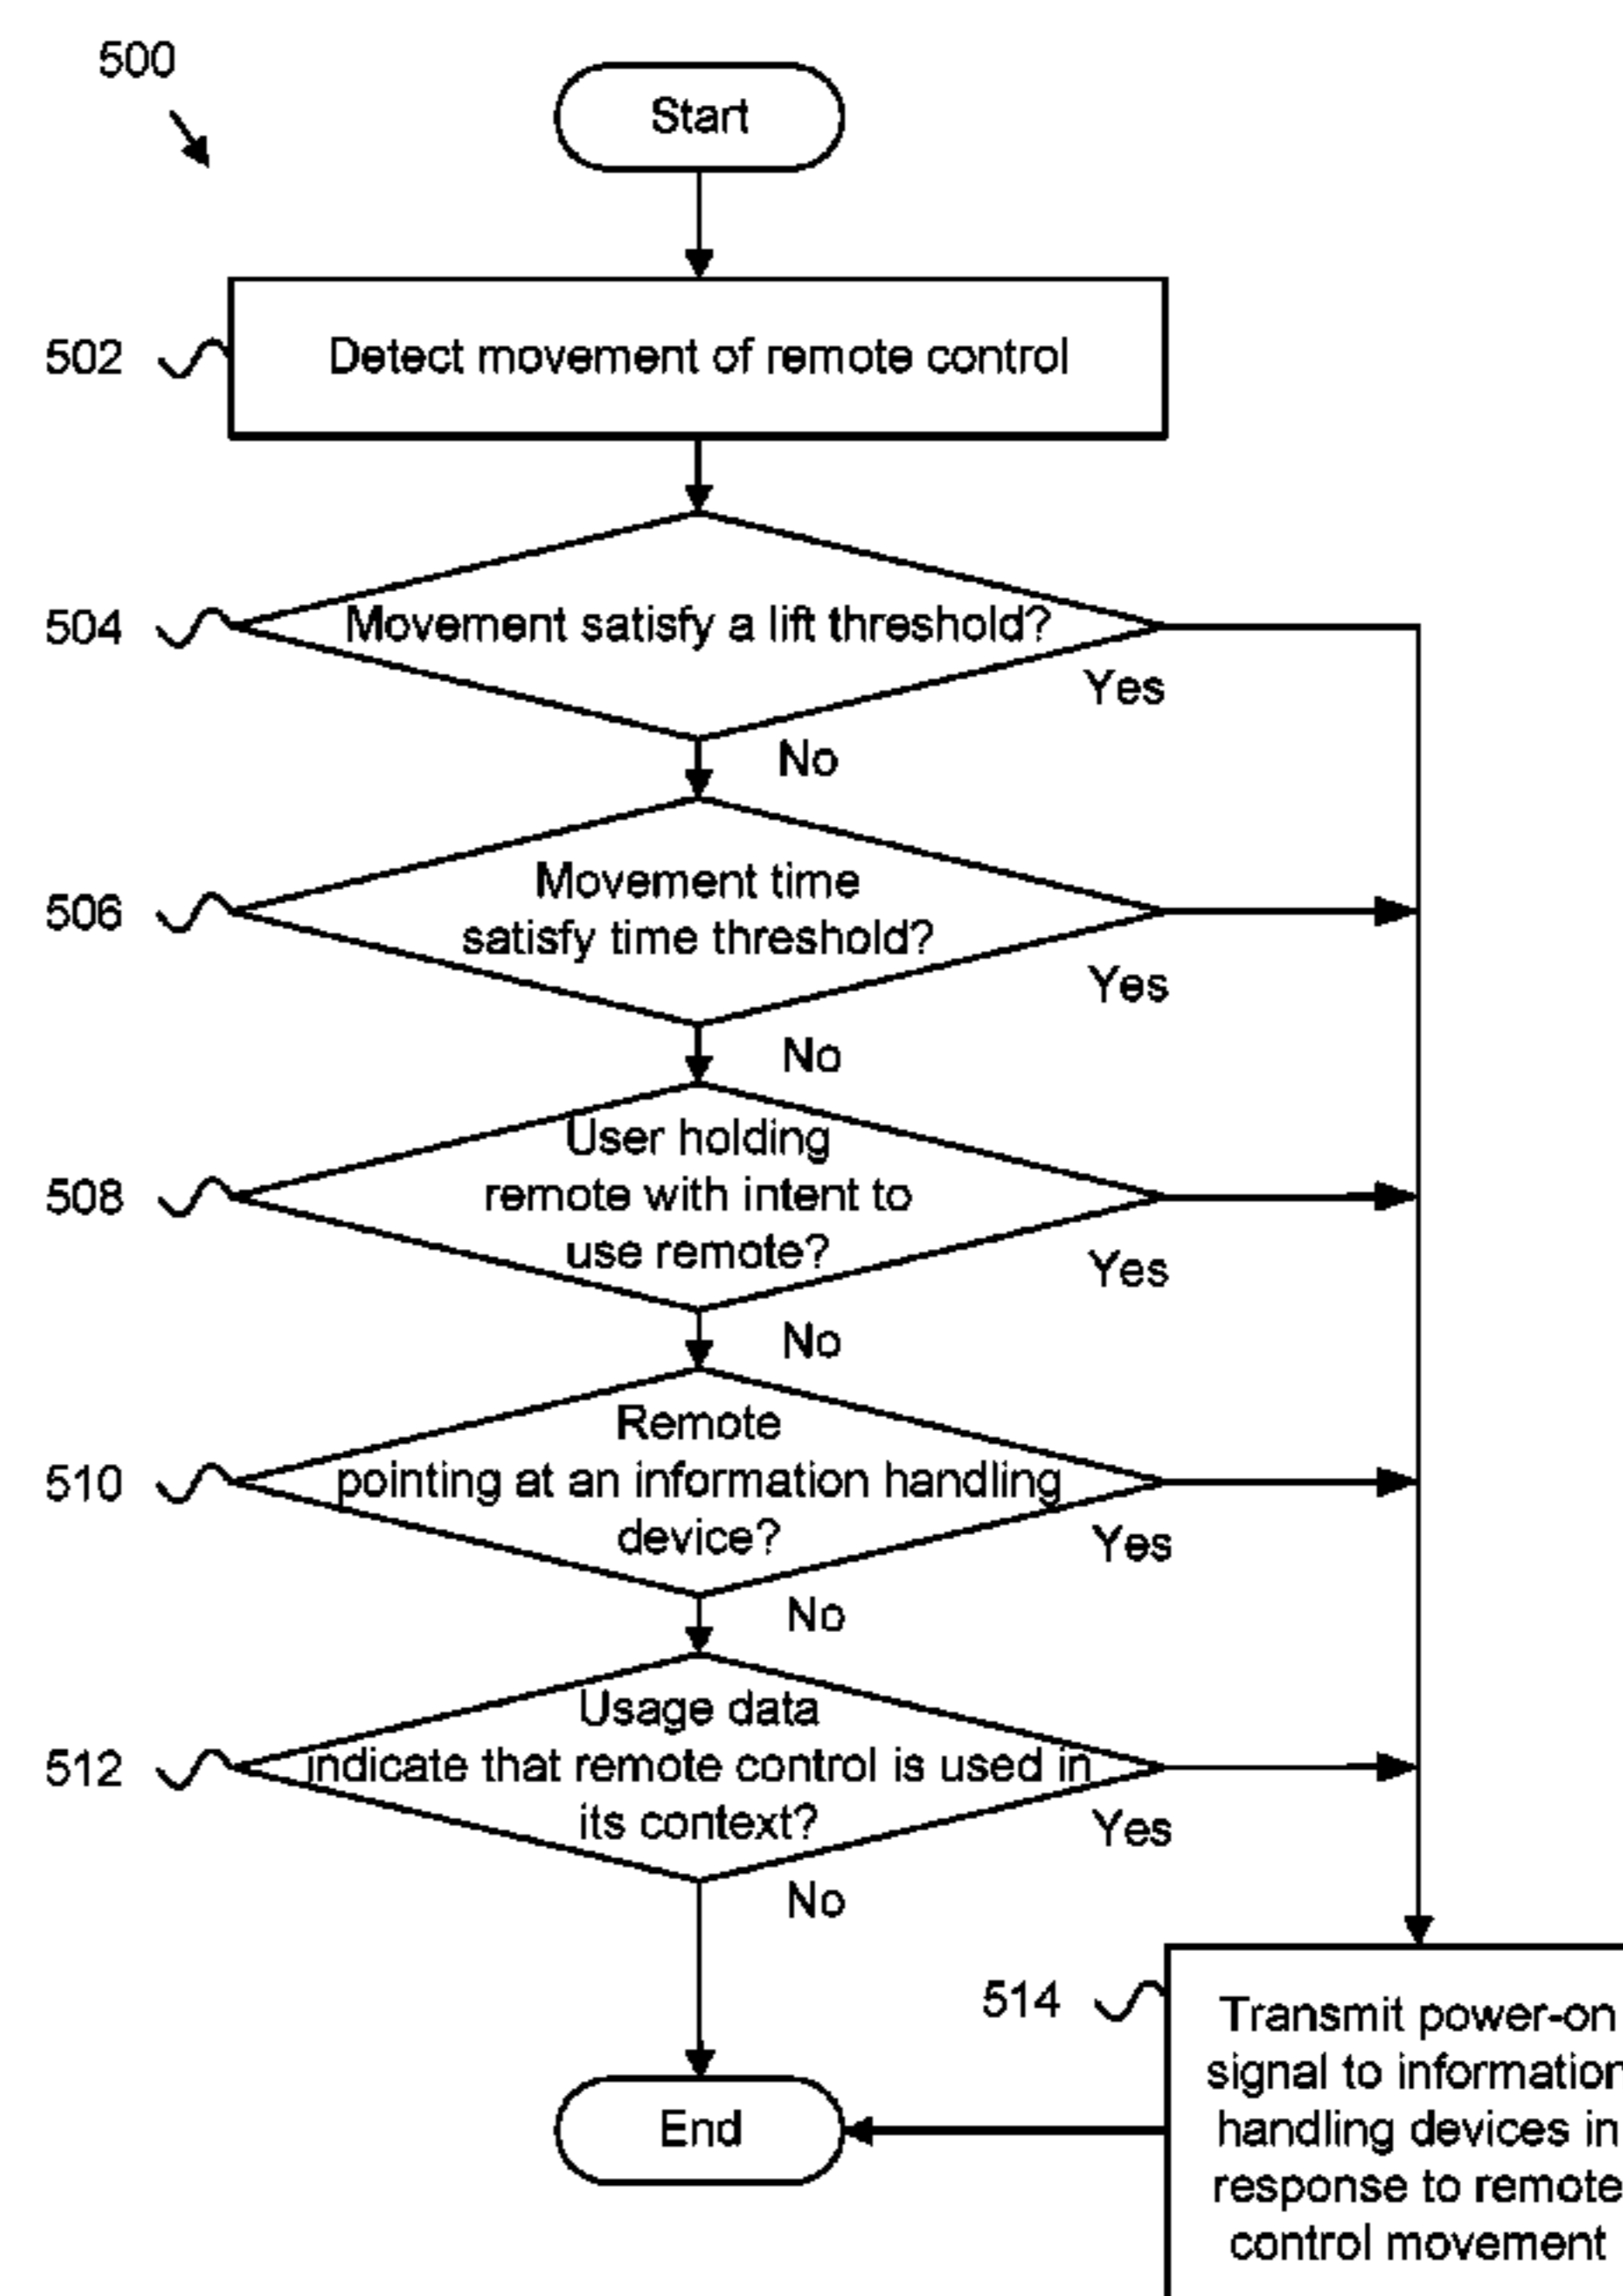 500
Start
502
Detect movement of remote control
504
Movement satisfy a lift threshold?
Yes
No
506
Movement time
satisfy time threshold?
Yes
No
508
User holding
remote with intent to
use remote?
Yes
No
510
Remote
pointing at an information handling
device?
Yes
No
512
Usage data
indicate that remote control is used in
its context?
Yes
No
514
Transmit power-on
signal to information
handling devices in
response to remote
control movement
End